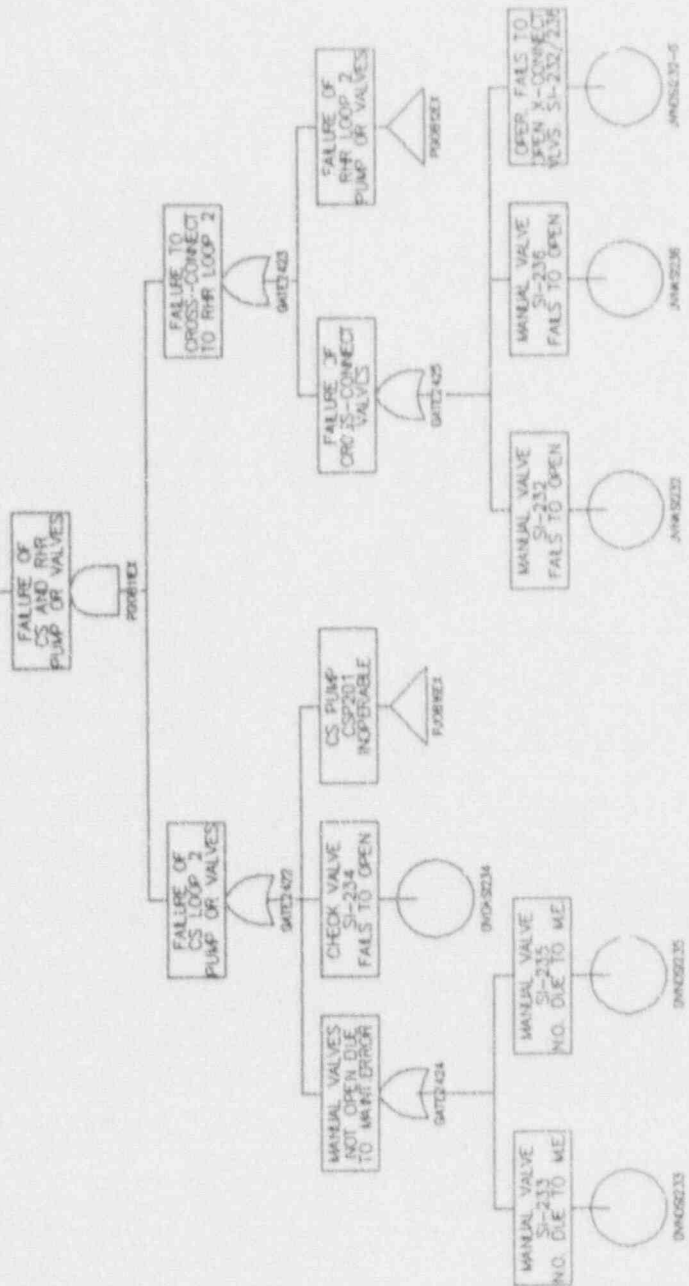 FAILURE OF
CS AND RHR
PUMP OR VALVES
FAILURE OF
CS LOOP 2
PUMP OR VALVES
GATE2422
FAILURE TO
CROSS-CONNECT
TO RHR LOOP 2
GATE2423
MANUAL VALVES
NOT OPEN DUE
TO MAINT.ERROR
GATE2424
CHECK VALVE
SI-234
FAILS TO OPEN
CS PUMP
CSP201
INOPERABLE
FAILURE OF
CROSS-CONNECT
VALVES
GATE2425
FAILURE OF
RHR LOOP 2
PUMP OR VALVES
MANUAL VALVE
SI-233
N.O. DUE TO M.E.
MANUAL VALVE
SI-235
N.O. DUE TO M.E.
MANUAL VALVE
SI-232
FAILS TO OPEN
JVNKSI232
MANUAL VALVE
SI-236
FAILS TO OPEN
JVNKSI236
OPER. FAILS TO
OPEN X-CONNECT
VLVS. SI-232/236